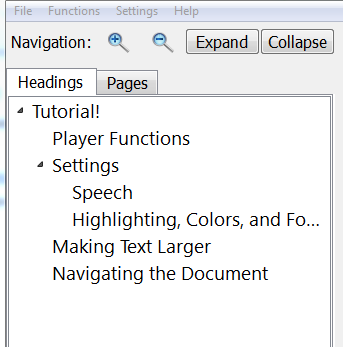 File Functions Settings Help
Navigation: Expand Collapse
Headings Pages
Tutorial!
Player Functions
Settings
Speech
Highlighting, Colors, and Fo...
Making Text Larger
Navigating the Document